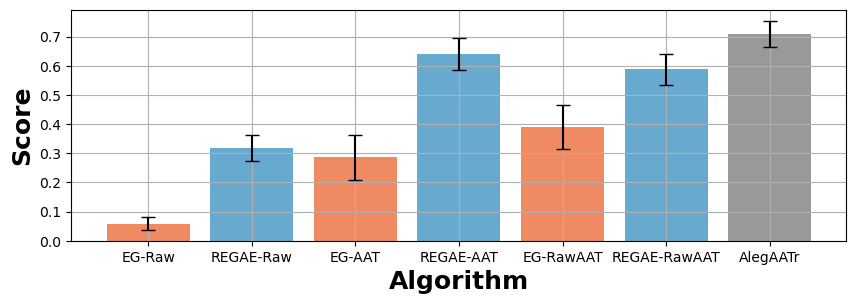 Score
0.7
0.6
0.5
0.4
0.3
0.2
0.1
0.0
EG-Raw REGAE-Raw EG-AAT REGAE-AAT EG-RawAAT REGAE-RawAAT AlegAATr
Algorithm